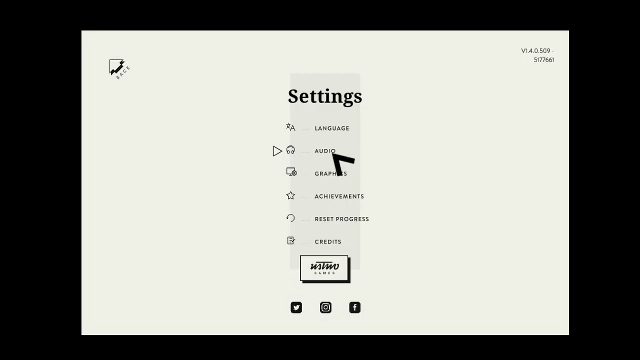 V1.4.0.509 -
5177661
BACK
Settings
LANGUAGE
AUDIO
GRAPHICS
ACHIEVEMENTS
RESET PROGRESS
CREDITS
ustwo
GAMES